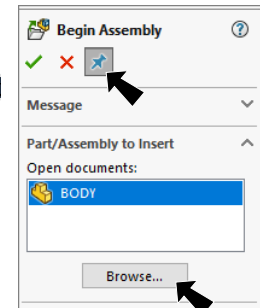 Begin Assembly
Message
Part/Assembly to Insert
Open documents:
BODY
Browse...